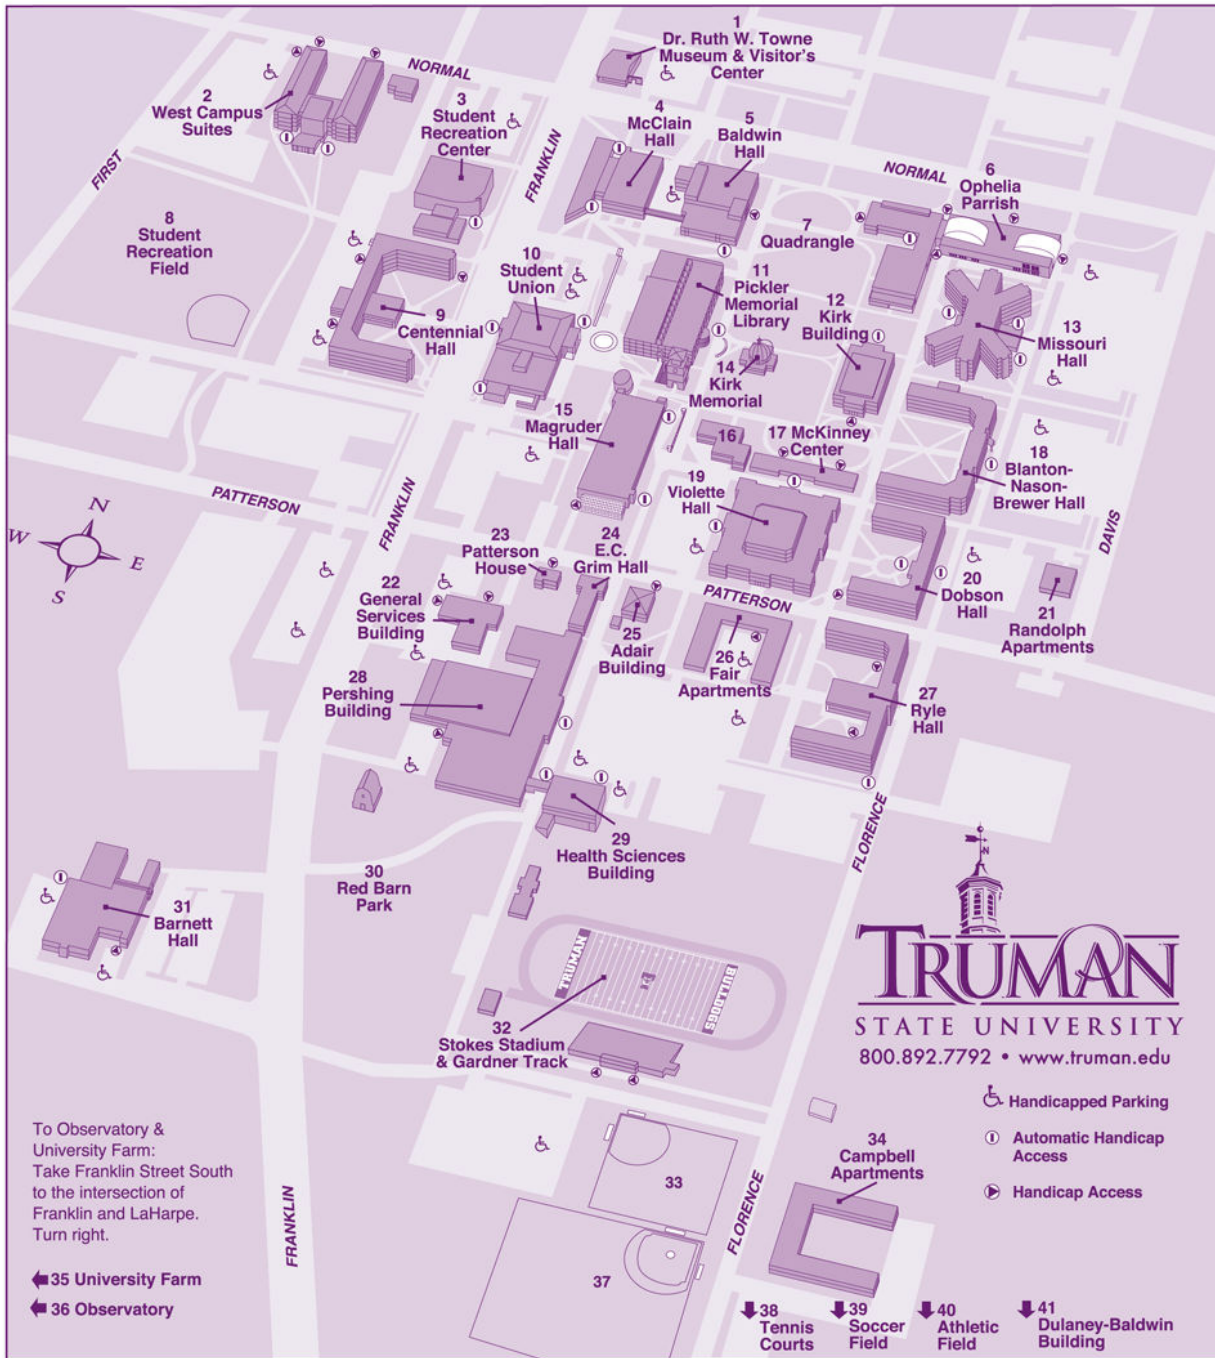 1
Dr. Ruth W. Towne
Museum & Visitor's
Center
NORMAL
2
West Campus
Suites
3
Student
Recreation
Center
4
McClain
Hall
5
Baldwin
Hall
FRANKLIN
FIRST
NORMAL
6
Ophelia
Parrish
7
Quadrangle
8
Student
Recreation
Field
9
Centennial
Hall
10
Student
Union
11
Pickler
Memorial
Library
12
Kirk
Building
13
Missouri
Hall
14
Kirk
Memorial
15
Magruder
Hall
16
17 McKinney
Center
18
Blanton-
Nason-
Brewer Hall
19
Violette
Hall
PATTERSON
FRANKLIN
DAVIS
N
W
E
S
20
Dobson
Hall
21
Randolph
Apartments
22
General
Services
Building
23
Patterson
House
24
E.C.
Grim Hall
PATTERSON
25
Adair
Building
26
Fair
Apartments
27
Ryle
Hall
28
Pershing
Building
29
Health Sciences
Building
FLORENCE
30
Red Barn
Park
31
Barnett
Hall
TRUMAN
BULLDOGS
32
Stokes Stadium
& Gardner Track
N
TRUMAN
STATE UNIVERSITY
800.892.7792 • www.truman.edu
Handicapped Parking
Automatic Handicap
Access
Handicap Access
33
34
Campbell
Apartments
FLORENCE
FRANKLIN
To Observatory &
University Farm:
Take Franklin Street South
to the intersection of
Franklin and LaHarpe.
Turn right.
35 University Farm
36 Observatory
37
38
Tennis
Courts
39
Soccer
Field
40
Athletic
Field
41
Dulaney-Baldwin
Building